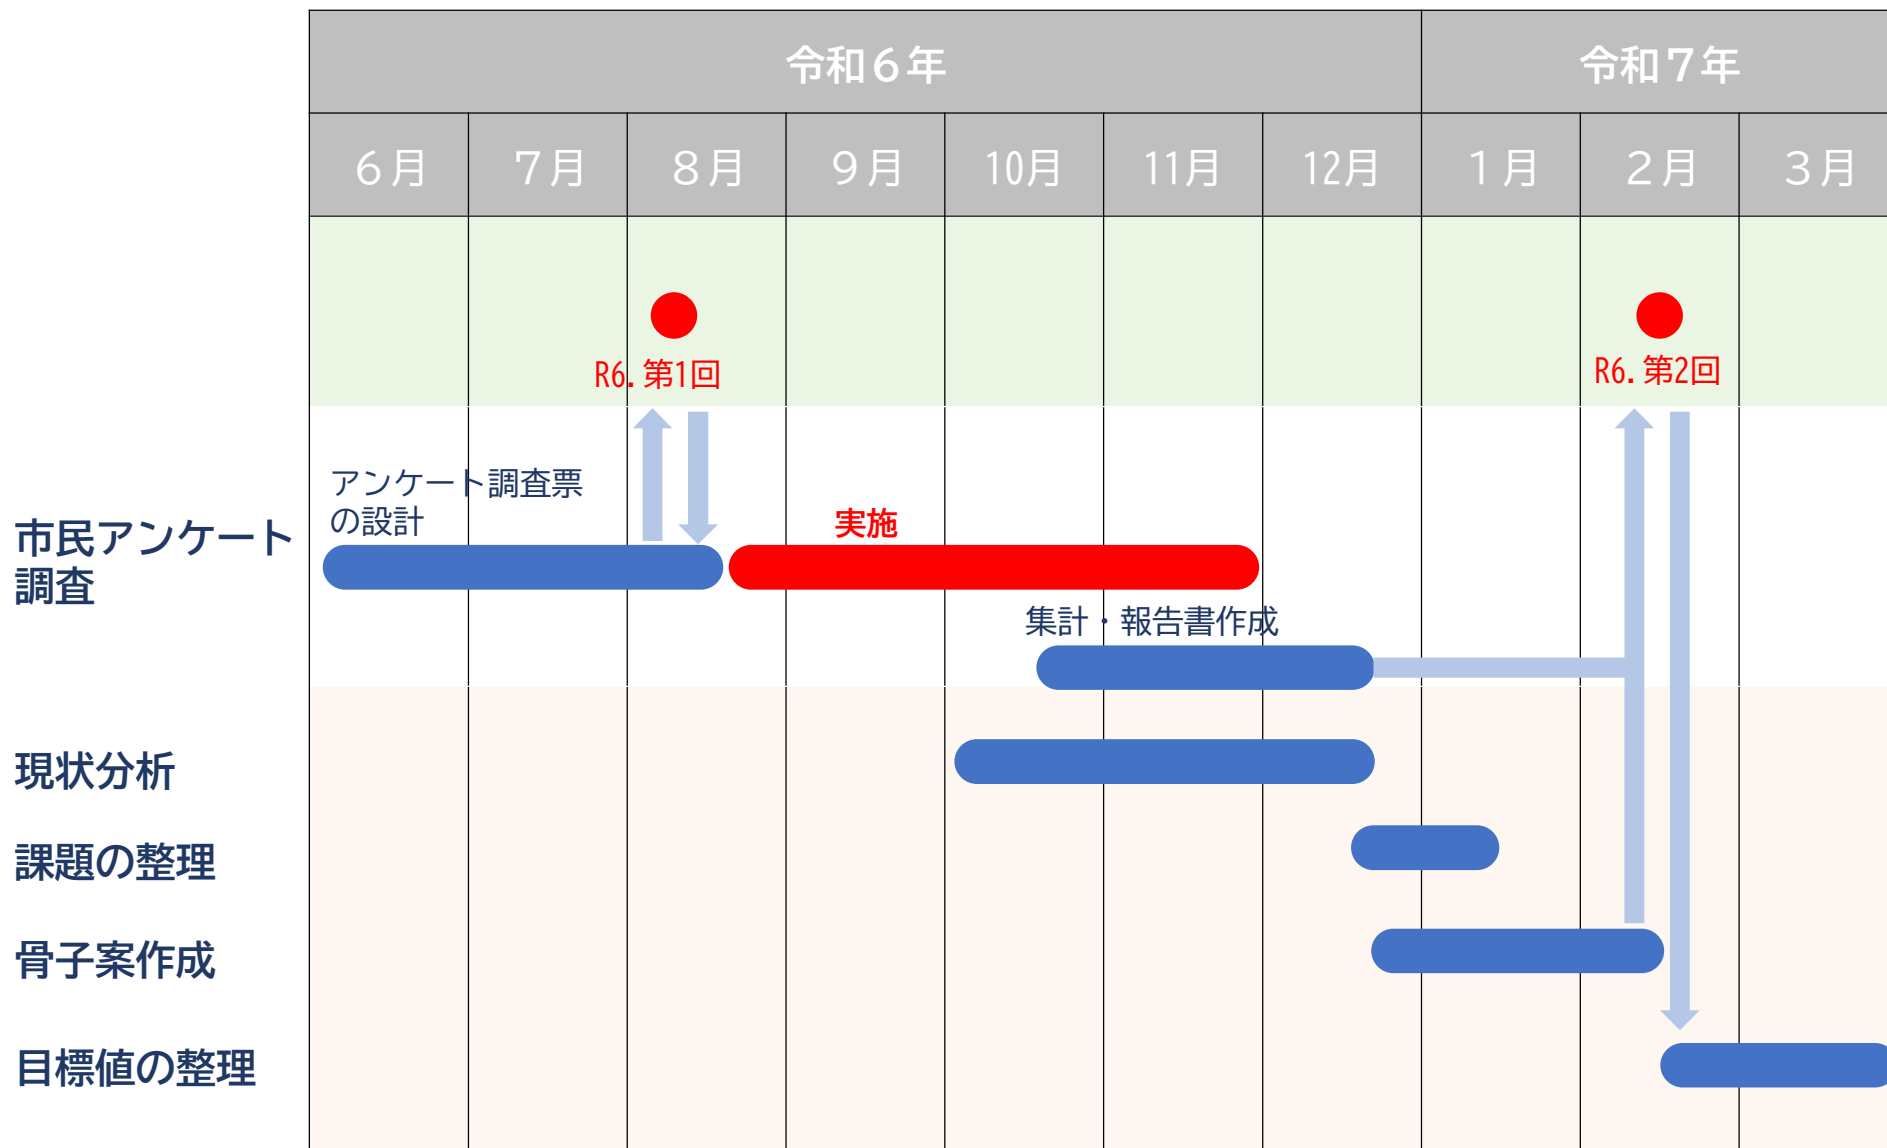 令和６年
令和７年
６月
７月
８月
９月
10月
11月
12月
１月
２月
３月
R6.第1回
R6.第2回
アンケート調査票
の設計
市民アンケート
調査
実施
集計・報告書作成
現状分析
課題の整理
骨子案作成
目標値の整理